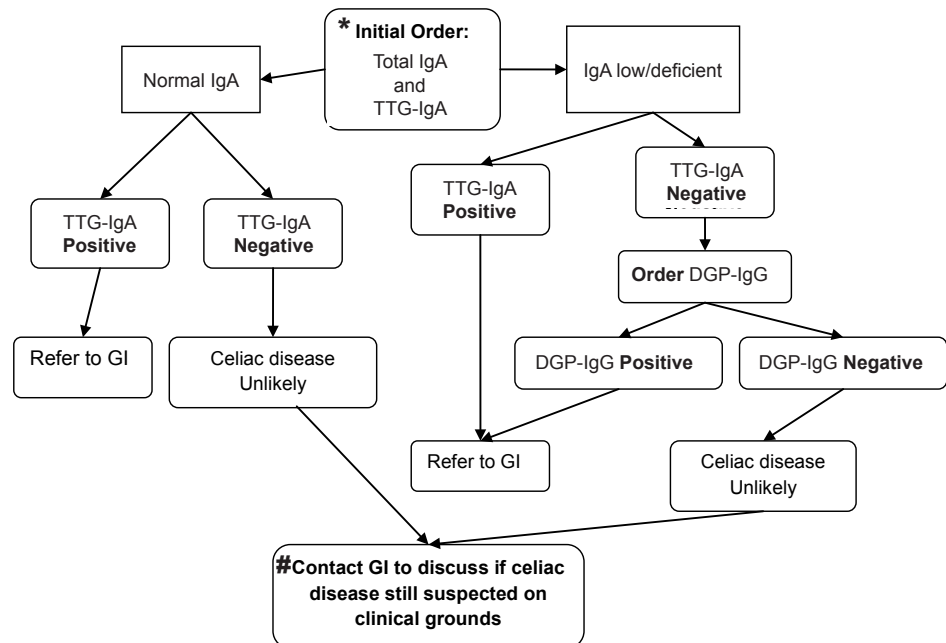 * Initial Order:
Total IgA
and
TTG-IgA
Normal IgA
IgA low/deficient
TTG-IgA
Positive
TTG-IgA
Negative
TTG-IgA
Positive
TTG-IgA
Negative
Order DGP-IgG
Refer to GI
Celiac disease
Unlikely
DGP-IgG Positive
DGP-IgG Negative
Refer to GI
Celiac disease
Unlikely
#Contact GI to discuss if celiac
disease still suspected on
clinical grounds